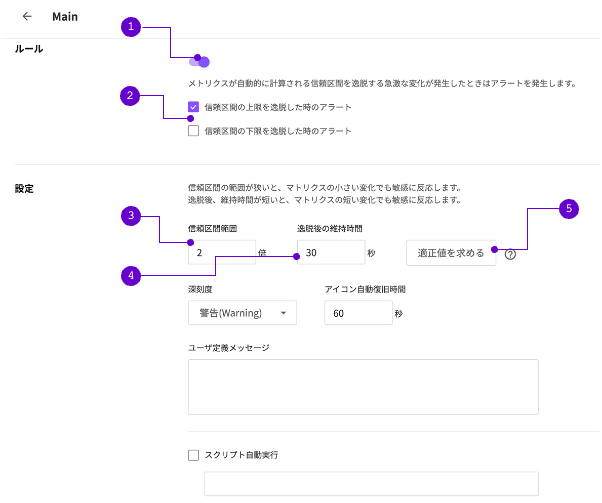 ← Main
1
ルール
メトリクスが自動的に計算される信頼区間を逸脱する急激な変化が発生したときはアラートを発生します。
2
信頼区間の上限を逸脱した時のアラート
信頼区間の下限を逸脱した時のアラート
設定
信頼区間の範囲が狭いと、マトリクスの小さい変化でも敏感に反応します。
逸脱後、維持時間が短いと、マトリクスの短い変化でも敏感に反応します。
3
5
信頼区間範囲 逸脱後の維持時間
2 倍 30 秒 適正値を求める ?
4
深刻度 アイコン自動復旧時間
警告(Warning) 60 秒
ユーザ定義メッセージ
スクリプト自動実行